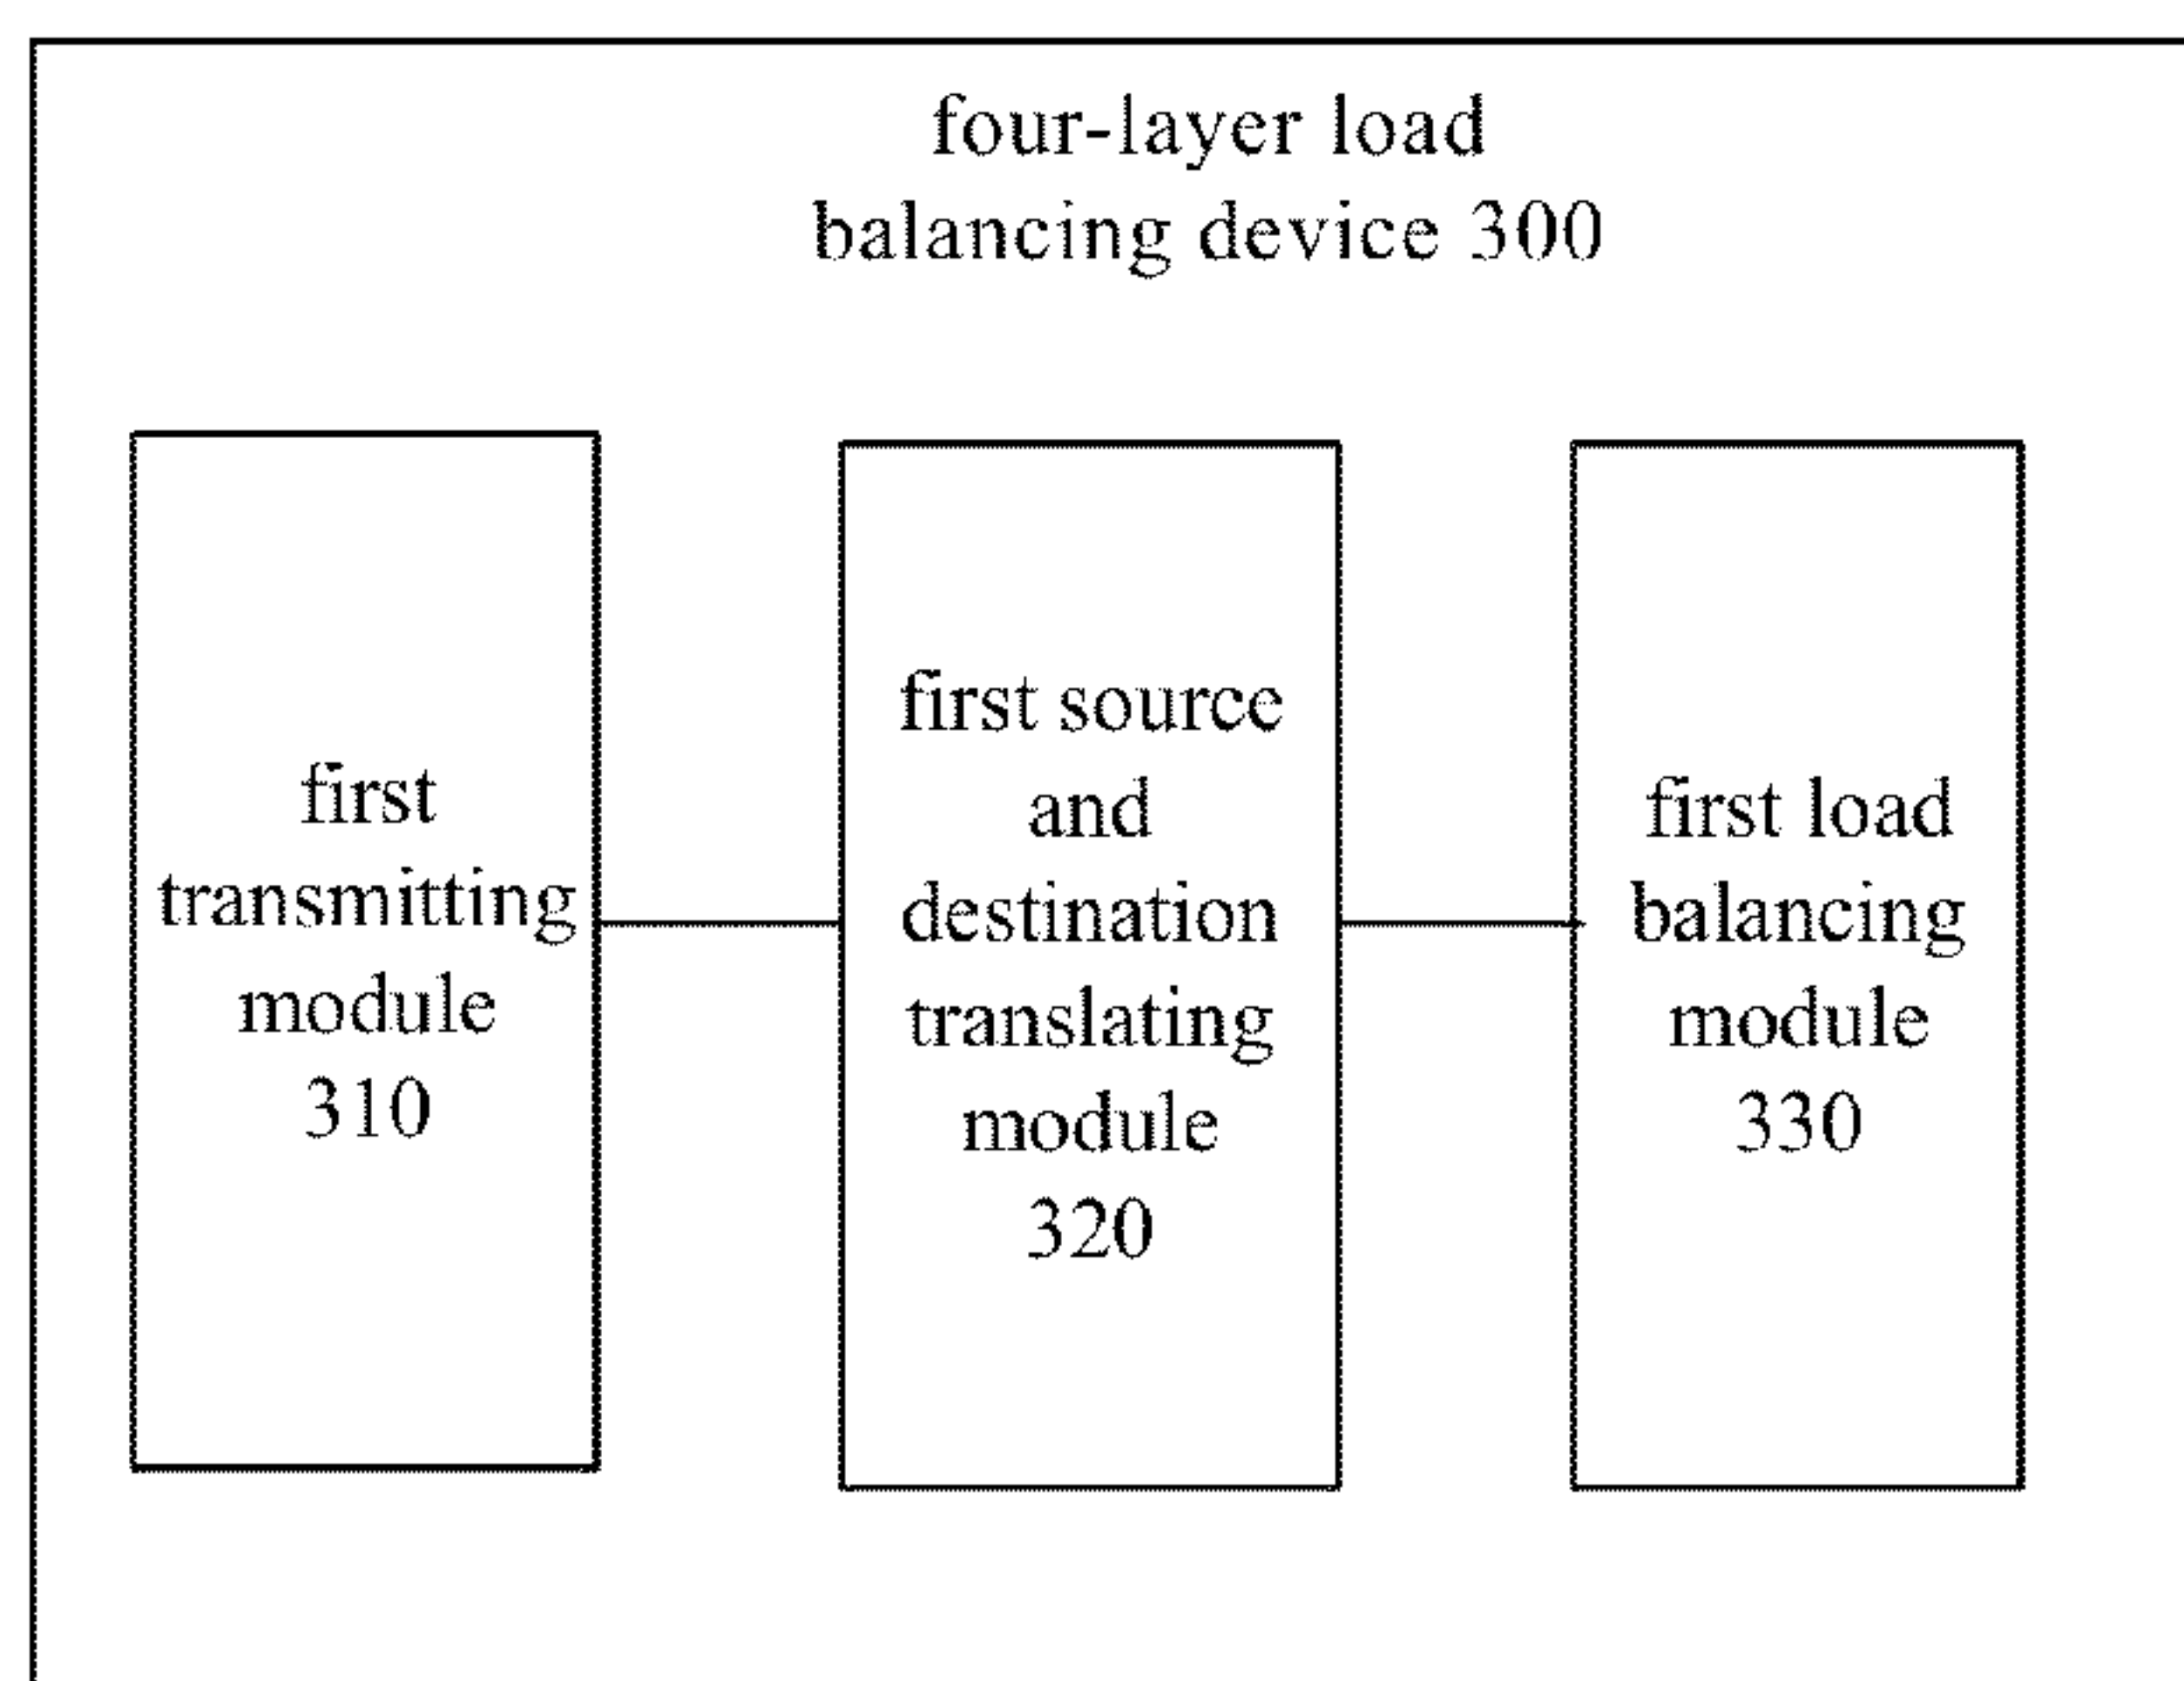 four-layer load
balancing device 300
first
transmitting
module
310
first source
and
destination
translating
module
320
first load
balancing
module
330